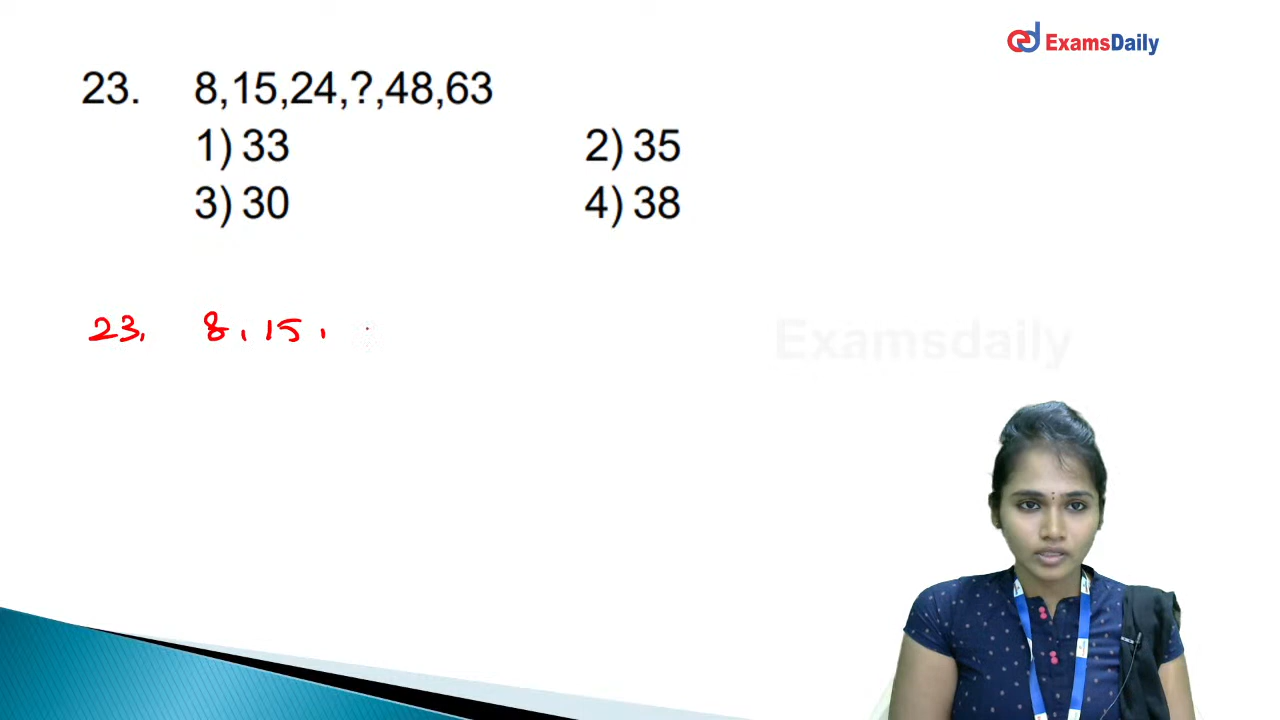 ExamsDaily
23. 8,15,24,?,48,63
1) 33 2) 35
3) 30 4) 38
23. 8, 15,
Examsdaily